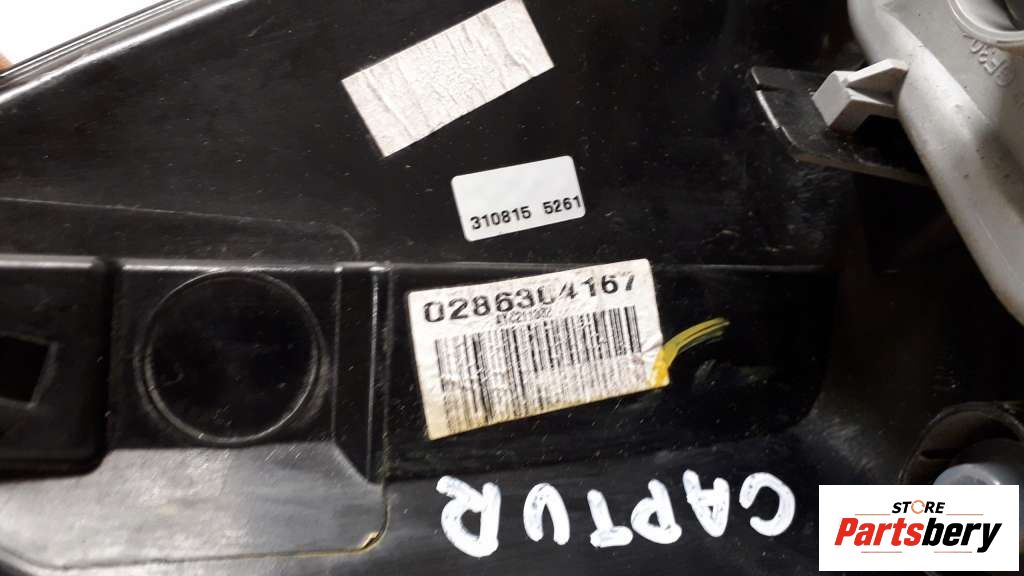 310815 5261
0286304167
CAPTUR
STORE
Partsbery